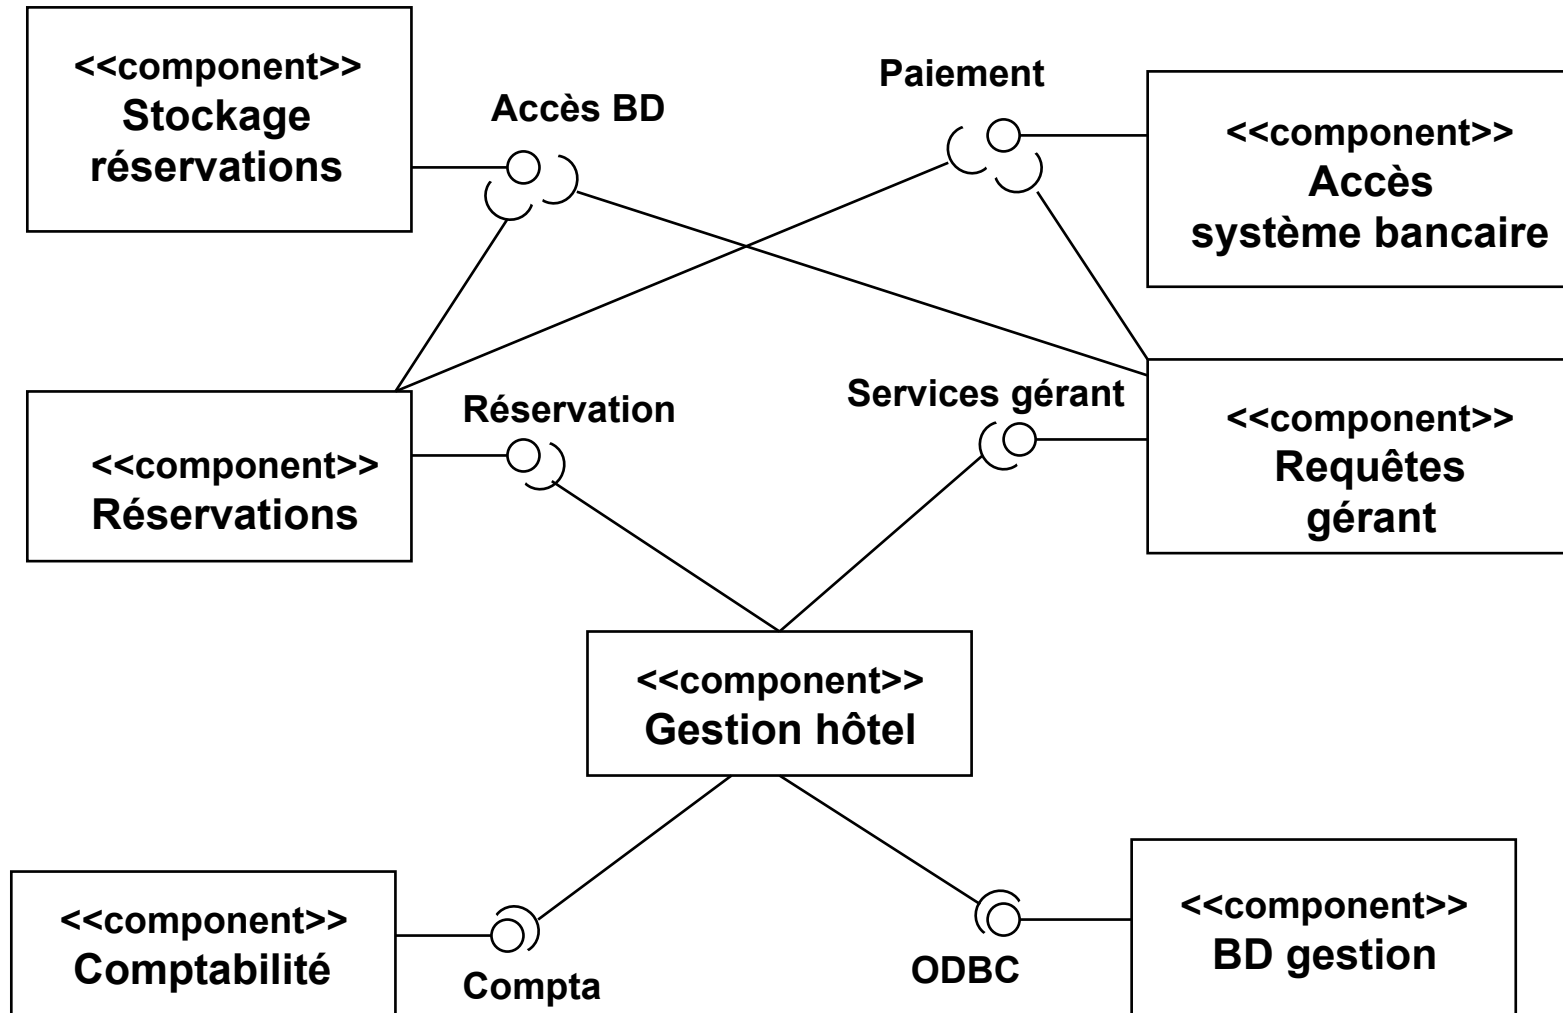 <<component>>
Stockage
réservations
Accès BD
Paiement
<<component>>
Accès
système bancaire
<<component>>
Réservations
Réservation
Services gérant
<<component>>
Requêtes
gérant
<<component>>
Gestion hôtel
<<component>>
Comptabilité
Compta
ODBC
<<component>>
BD gestion